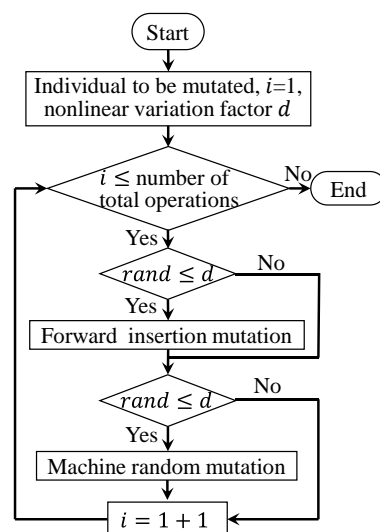 Start
Individual to be mutated, i=1,
nonlinear variation factor d
i ≤ number of
total operations
No
End
Yes
rand ≤ d
No
Yes
Forward insertion mutation
rand ≤ d
No
Yes
Machine random mutation
i = 1 + 1